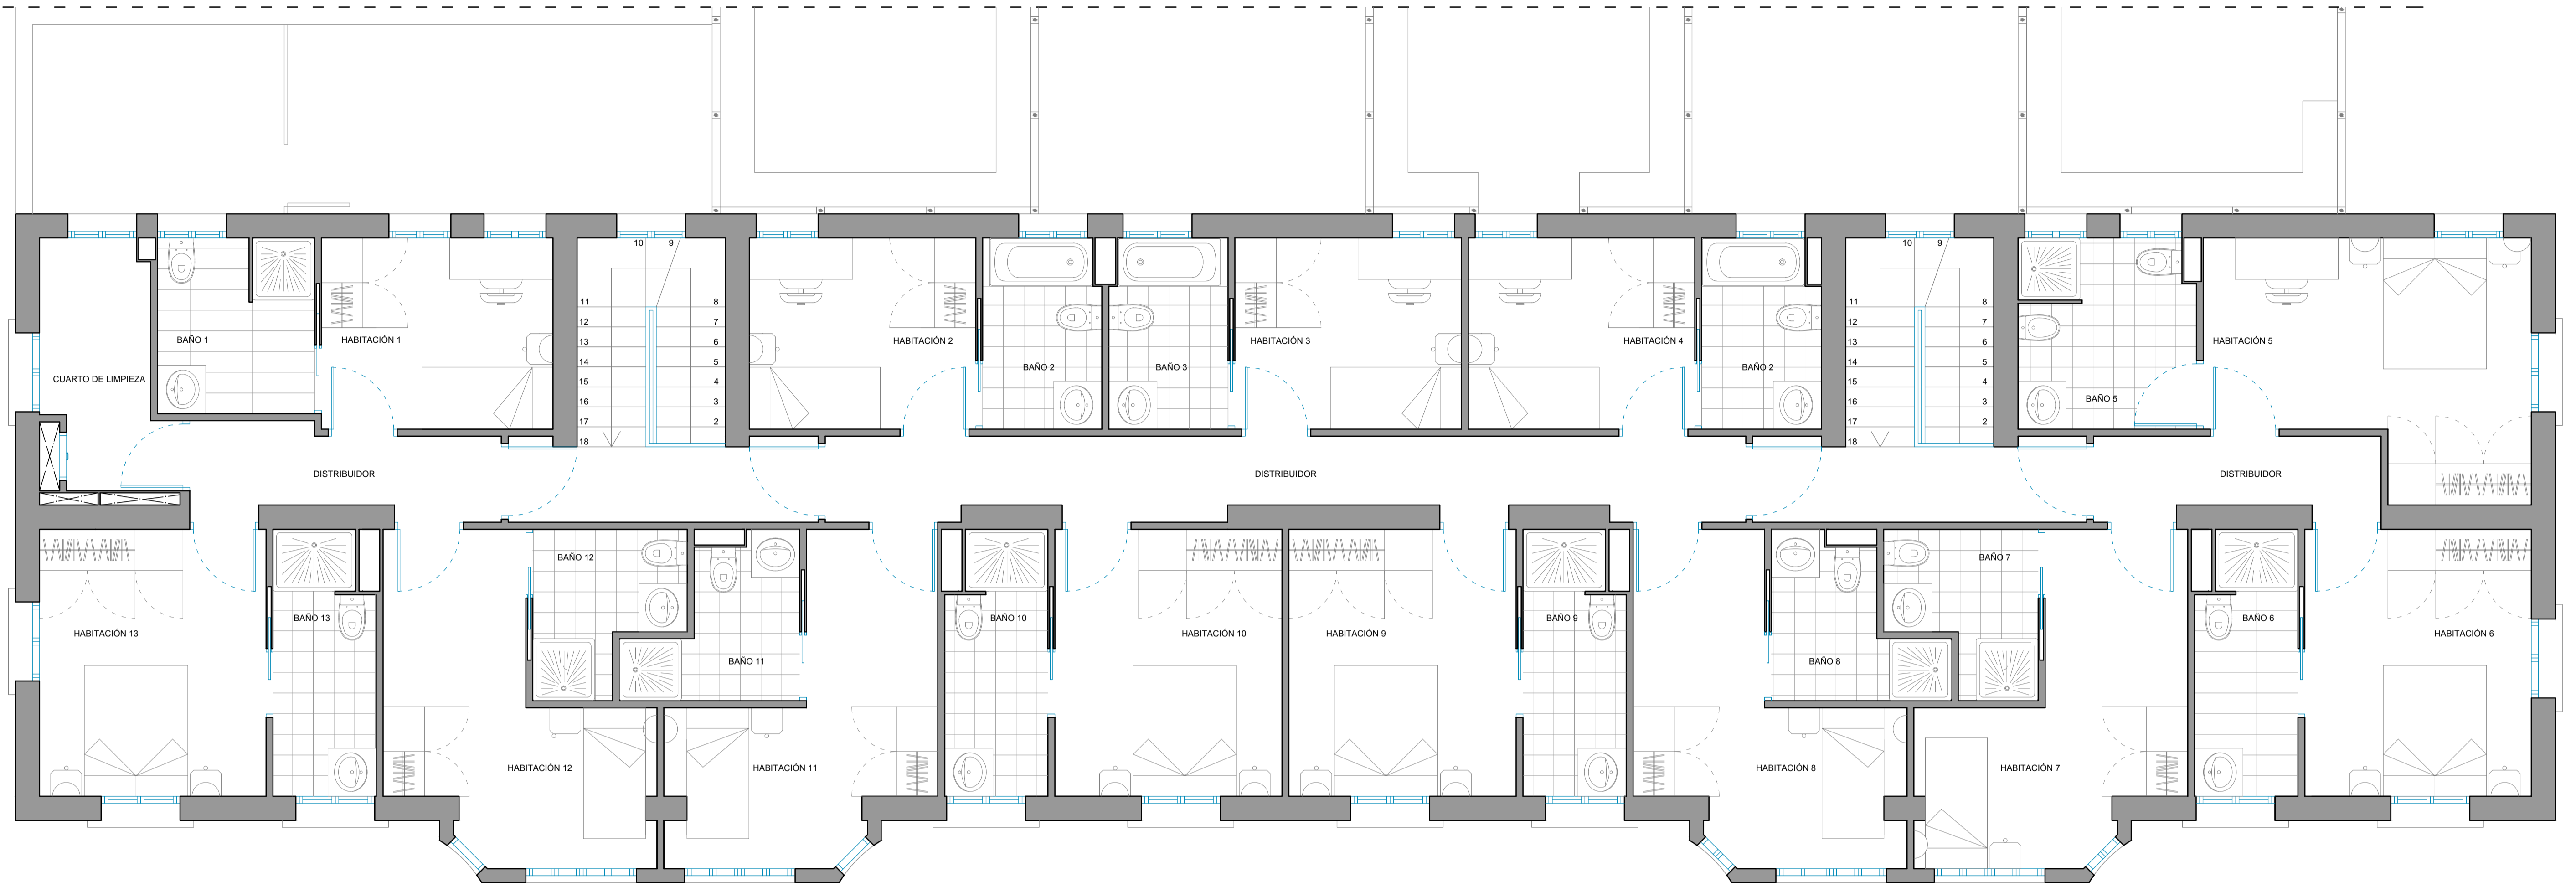 10 9
10 9
11 8
12 7
13 6
14 5
15 4
16 3
17 2
18
11 8
12 7
13 6
14 5
15 4
16 3
17 2
18
BAÑO 1
HABITACIÓN 1
HABITACIÓN 2
HABITACIÓN 3
HABITACIÓN 4
HABITACIÓN 5
CUARTO DE LIMPIEZA
BAÑO 2
BAÑO 3
BAÑO 2
BAÑO 5
DISTRIBUIDOR
DISTRIBUIDOR
DISTRIBUIDOR
BAÑO 12
BAÑO 7
BAÑO 13
BAÑO 10
BAÑO 9
BAÑO 6
HABITACIÓN 13
HABITACIÓN 10
HABITACIÓN 9
HABITACIÓN 6
BAÑO 11
BAÑO 8
HABITACIÓN 12
HABITACIÓN 11
HABITACIÓN 8
HABITACIÓN 7